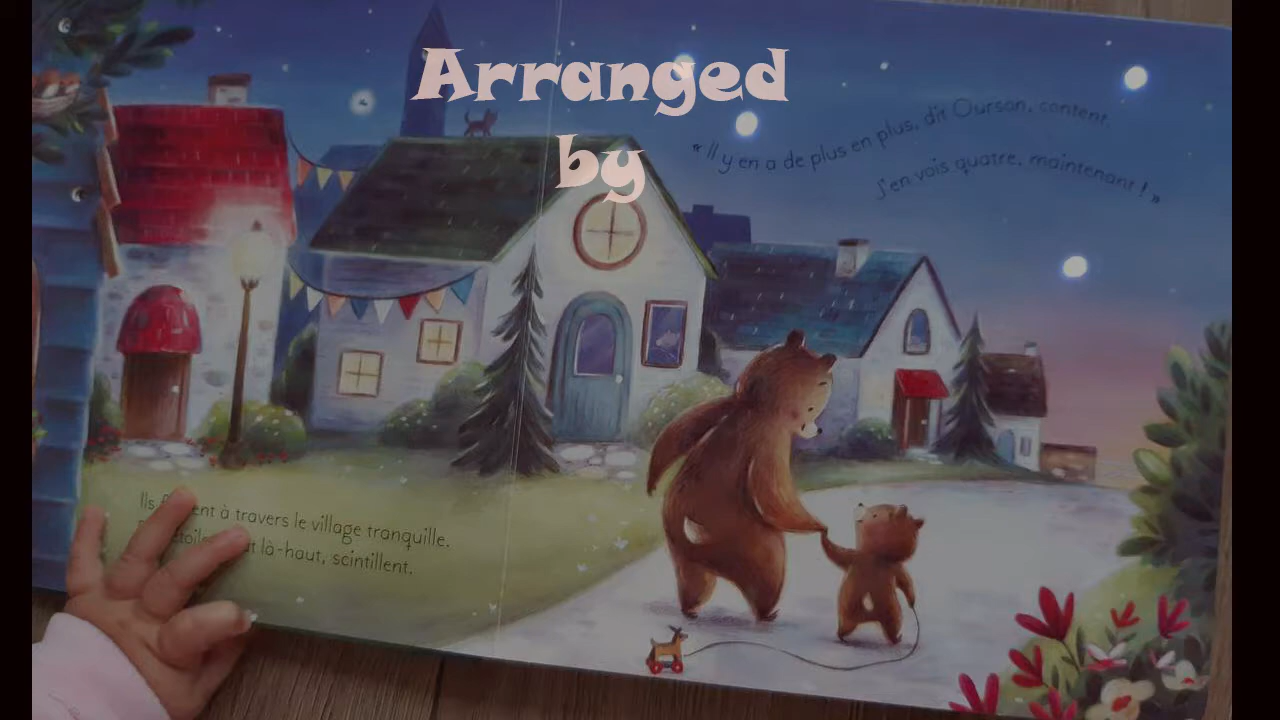 Arranged
by
« Il y en a de plus en plus, dit Ourson, content.
J'en vois quatre, maintenant ! »
Ils à travers le village tranquille.
là-haut, scintillent.